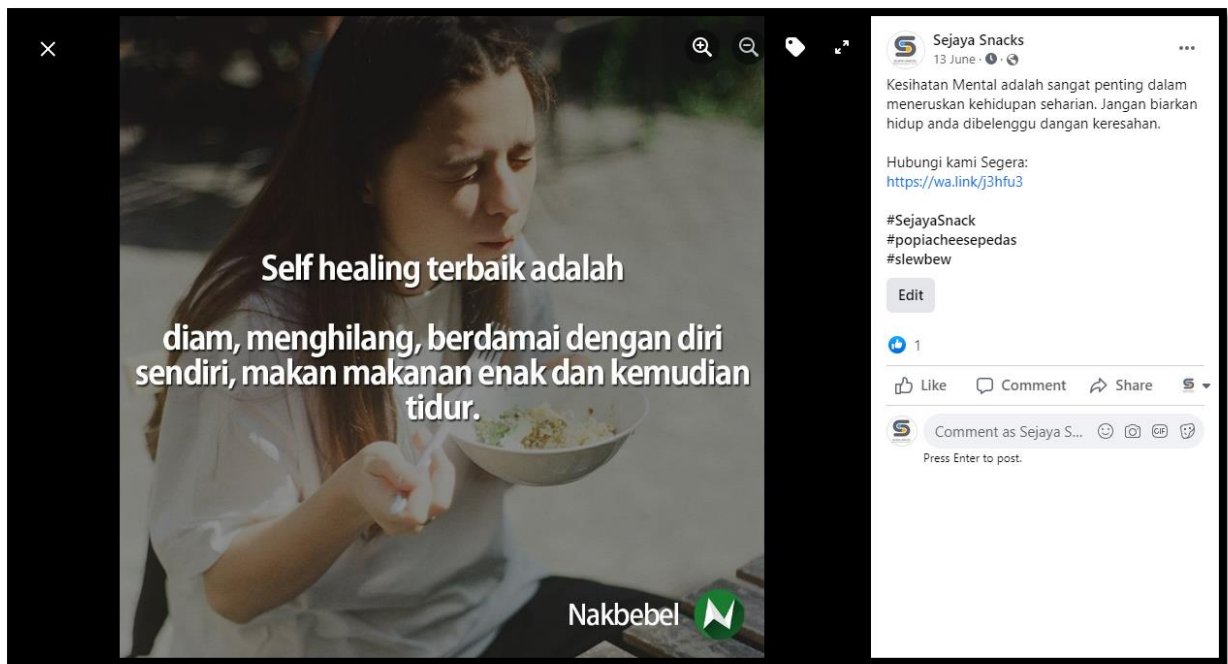 Self healing terbaik adalah
diam, menghilang, berdamai dengan diri
sendiri, makan makanan enak dan kemudian
tidur.
Nakbebel
Sejaya Snacks
13 June
Kesihatan Mental adalah sangat penting dalam
meneruskan kehidupan seharian. Jangan biarkan
hidup anda dibelenggu dangan keresahan.
Hubungi kami Segera:
https://wa.link/j3hfu3
#SejayaSnack
#popiacheesepedas
#slewbew
Edit
1
Like Comment Share
Comment as Sejaya S... GIF
Press Enter to post.